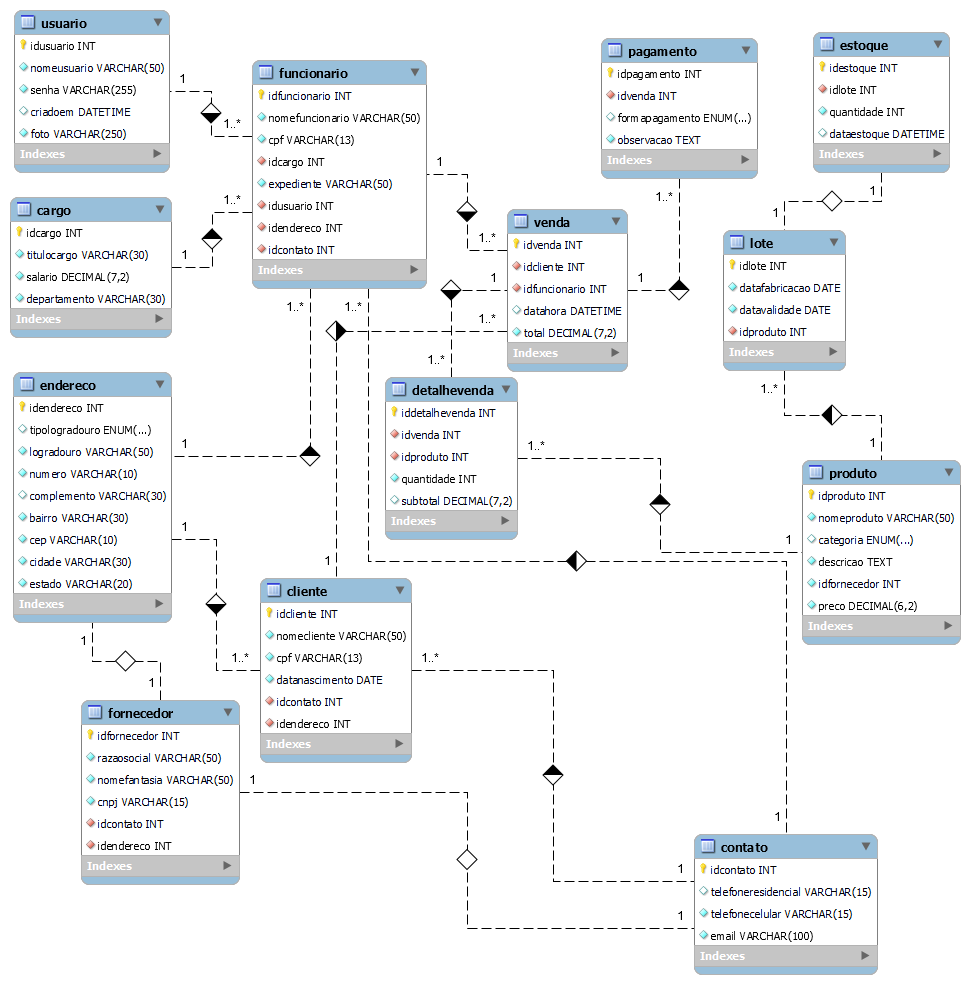 usuario
idusuario INT
nomeusuario VARCHAR(50)
senha VARCHAR(255)
criadoem DATETIME
foto VARCHAR(250)
Indexes
1
1..*
funcionario
idfuncionario INT
nomefuncionario VARCHAR(50)
cpf VARCHAR(13)
idcargo INT
expediente VARCHAR(50)
idusuario INT
idendereco INT
idcontato INT
Indexes
1
1..*
pagamento
idpagamento INT
idvenda INT
formapagamento ENUM(...)
observacao TEXT
Indexes
1..*
estoque
idestoque INT
idlote INT
quantidade INT
dataestoque DATETIME
Indexes
1
1
cargo
idcargo INT
titulocargo VARCHAR(30)
salario DECIMAL(7,2)
departamento VARCHAR(30)
Indexes
1
1..*
venda
idvenda INT
idcliente INT
idfuncionario INT
datahora DATETIME
total DECIMAL(7,2)
Indexes
1
1
1..*
1..*
1..*
1..*
lote
idlote INT
datafabricacao DATE
datavalidade DATE
idproduto INT
Indexes
1..*
1
endereco
idendereco INT
tipologradouro ENUM(...)
logradouro VARCHAR(50)
numero VARCHAR(10)
complemento VARCHAR(30)
bairro VARCHAR(30)
cep VARCHAR(10)
cidade VARCHAR(30)
estado VARCHAR(20)
Indexes
1
1
1
1
detalhevenda
iddetalhevenda INT
idvenda INT
idproduto INT
quantidade INT
subtotal DECIMAL(7,2)
Indexes
1..*
1
produto
idproduto INT
nomeproduto VARCHAR(50)
categoria ENUM(...)
descricao TEXT
idfornecedor INT
preco DECIMAL(6,2)
Indexes
1
1..*
cliente
idcliente INT
nomecliente VARCHAR(50)
cpf VARCHAR(13)
datanascimento DATE
idcontato INT
idendereco INT
Indexes
1..*
fornecedor
idfornecedor INT
razaosocial VARCHAR(50)
nomefantasia VARCHAR(50)
cnpj VARCHAR(15)
idcontato INT
idendereco INT
Indexes
1
1
1
1
contato
idcontato INT
telefoneresidencial VARCHAR(15)
telefonecelular VARCHAR(15)
email VARCHAR(100)
Indexes